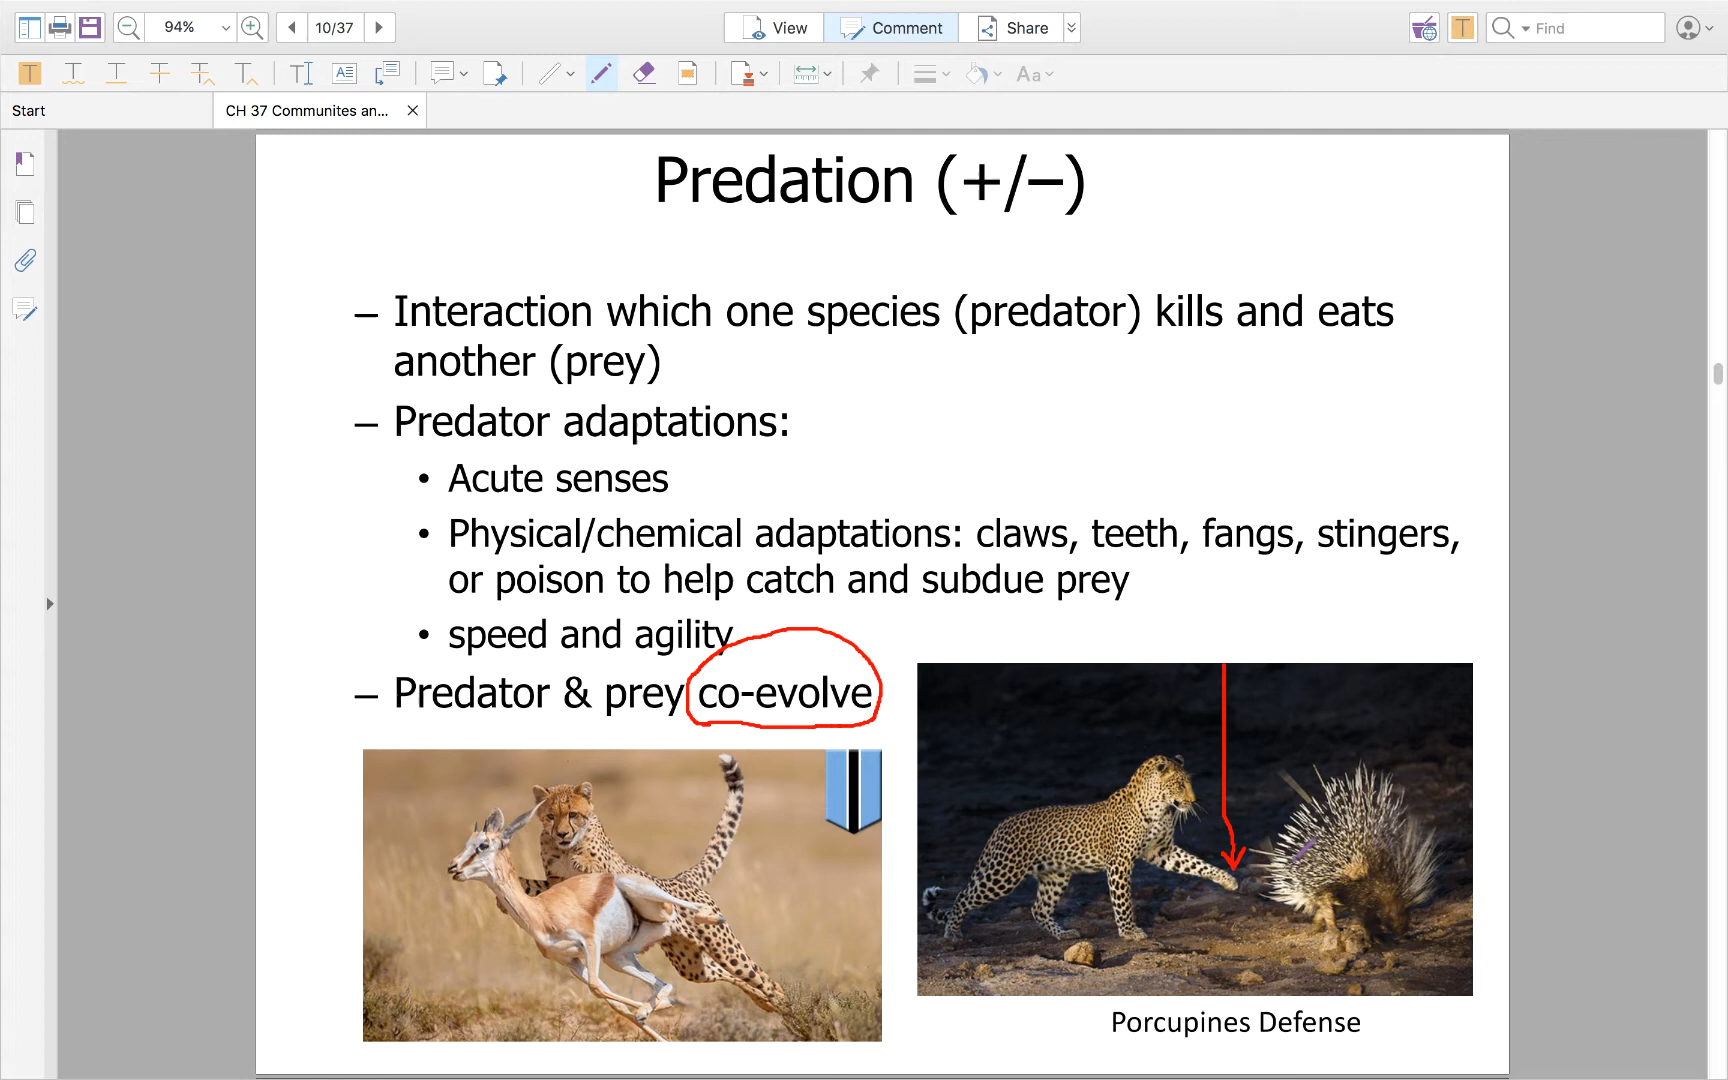 94%
10/37
View
Comment
Share
Find
T
T
T
T
T
T
T
T
A
Aa
Start
CH 37 Communites an...
Predation (+/–)
– Interaction which one species (predator) kills and eats
another (prey)
– Predator adaptations:
• Acute senses
• Physical/chemical adaptations: claws, teeth, fangs, stingers,
or poison to help catch and subdue prey
• speed and agility
– Predator & prey co-evolve
Porcupines Defense